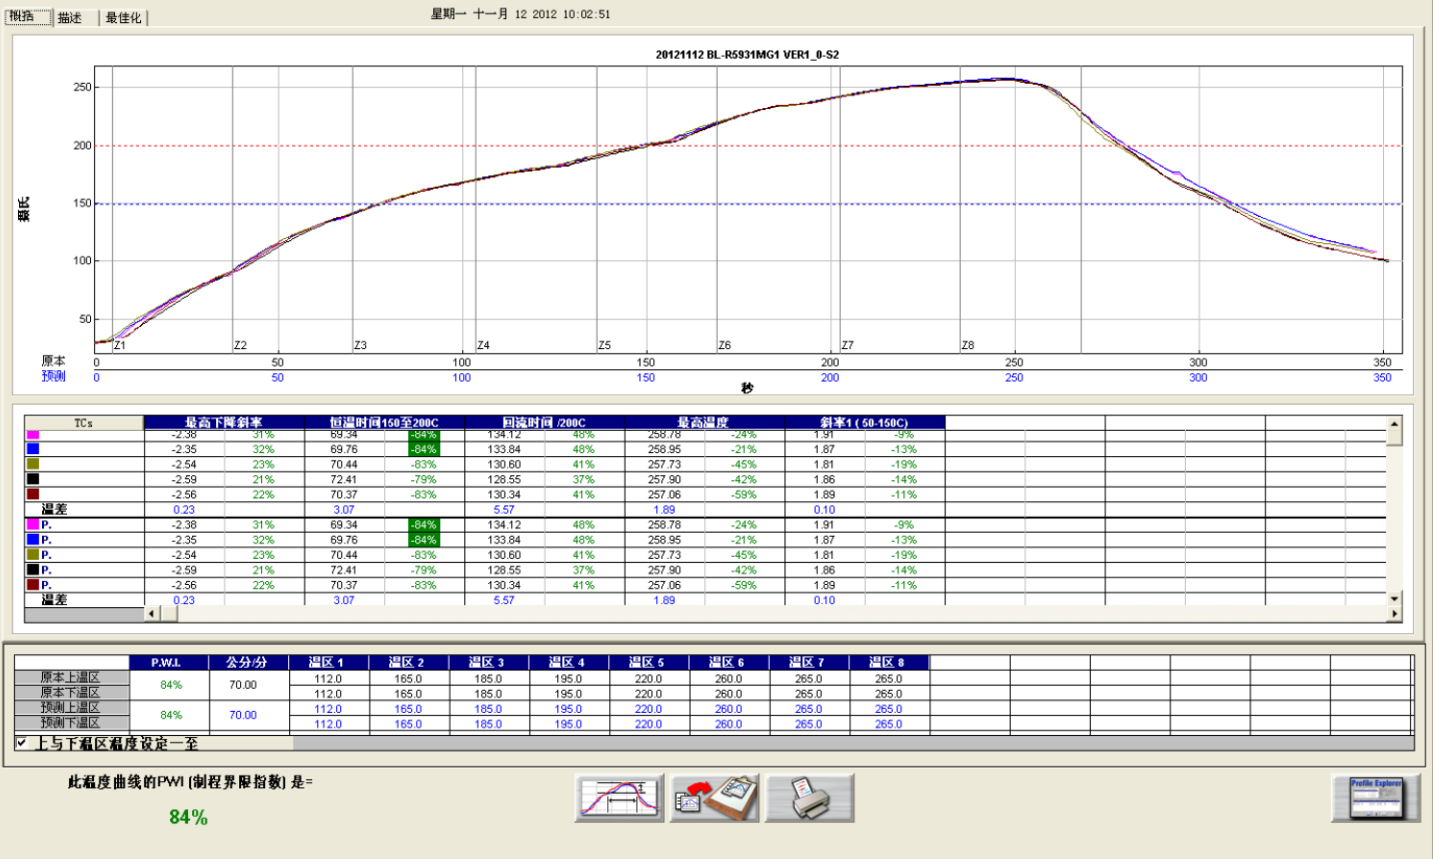 概括 描述 最佳化
星期一 十一月 12 2012 10:02:51
20121112 BL-R5931MG1 VER1_0-S2
250
200
摄氏
150
100
50
Z1 Z2 Z3 Z4 Z5 Z6 Z7 Z8
原本 0 50 100 150 200 250 300 350
预测 0 50 100 150 200 250 300 350
秒
TCs 最高下降斜率 恒温时间150至200C 回流时间 /200C 最高温度 斜率1 ( 50-150C)
-2.38 31% 69.34 -84% 134.12 48% 258.78 -24% 1.91 -9%
-2.35 32% 69.76 -84% 133.84 48% 258.95 -21% 1.87 -13%
-2.54 23% 70.44 -83% 130.60 41% 257.73 -45% 1.81 -19%
-2.59 21% 72.41 -79% 128.55 37% 257.90 -42% 1.86 -14%
-2.56 22% 70.37 -83% 130.34 41% 257.06 -59% 1.89 -11%
温差 0.23 3.07 5.57 1.89 0.10
P. -2.38 31% 69.34 -84% 134.12 48% 258.78 -24% 1.91 -9%
P. -2.35 32% 69.76 -84% 133.84 48% 258.95 -21% 1.87 -13%
P. -2.54 23% 70.44 -83% 130.60 41% 257.73 -45% 1.81 -19%
P. -2.59 21% 72.41 -79% 128.55 37% 257.90 -42% 1.86 -14%
P. -2.56 22% 70.37 -83% 130.34 41% 257.06 -59% 1.89 -11%
温差 0.23 3.07 5.57 1.89 0.10
P.W.I. 公分/分 温区 1 温区 2 温区 3 温区 4 温区 5 温区 6 温区 7 温区 8
原本上温区 84% 70.00 112.0 165.0 185.0 195.0 220.0 260.0 265.0 265.0
原本下温区 112.0 165.0 185.0 195.0 220.0 260.0 265.0 265.0
预测上温区 84% 70.00 112.0 165.0 185.0 195.0 220.0 260.0 265.0 265.0
预测下温区 112.0 165.0 185.0 195.0 220.0 260.0 265.0 265.0
上与下温区温度设定一至
此温度曲线的PWI (制程界限指数) 是=
84%
Profile Explorer